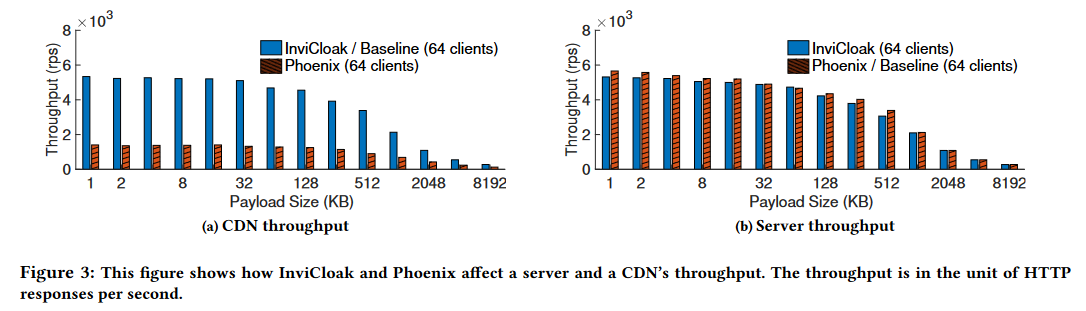 8 ×10³
6
4
2
0
Throughput (rps)
InviCloak / Baseline (64 clients)
Phoenix (64 clients)
1 2 8 32 128 512 2048 8192
Payload Size (KB)
(a) CDN throughput
8 ×10³
6
4
2
0
Throughput (rps)
InviCloak (64 clients)
Phoenix / Baseline (64 clients)
1 2 8 32 128 512 2048 8192
Payload Size (KB)
(b) Server throughput
Figure 3: This figure shows how InviCloak and Phoenix affect a server and a CDN's throughput. The throughput is in the unit of HTTP
responses per second.